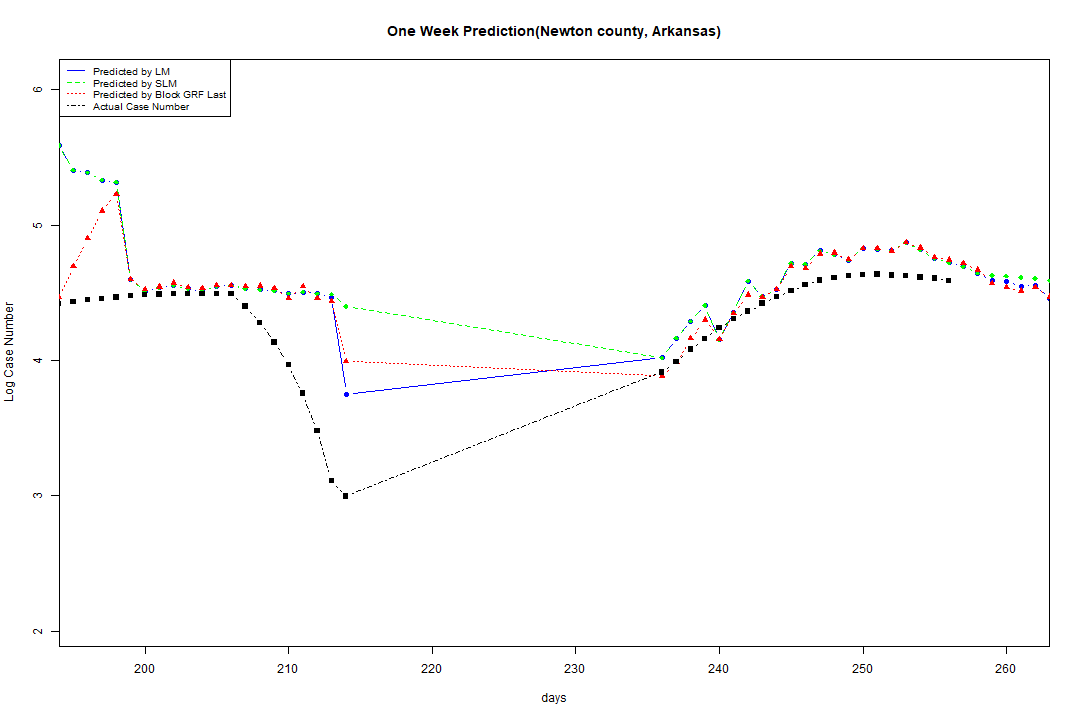 One Week Prediction(Newton county, Arkansas)
Predicted by LM
Predicted by SLM
Predicted by Block GRF Last
Actual Case Number
6
5
4
3
2
Log Case Number
200 210 220 230 240 250 260
days